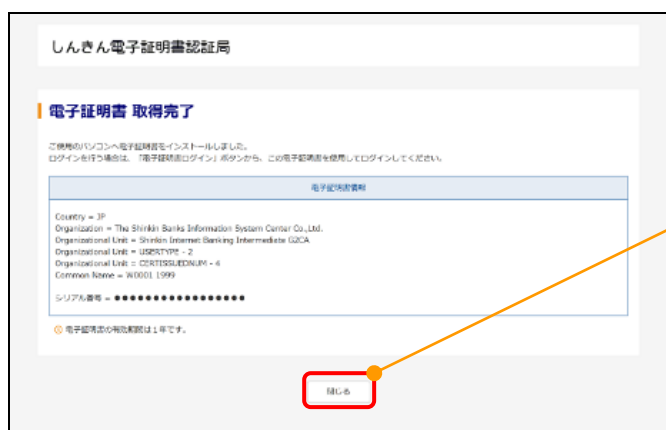 しんきん電子証明書認証局
電子証明書 取得完了
ご使用のパソコンへ電子証明書をインストールしました。
ログインを行う場合は、「電子証明書ログイン」ボタンから、この電子証明書を使用してログインしてください。
電子証明書情報
Country = JP
Organization = The Shinkin Banks Information System Center Co.,Ltd.
Organizational Unit = Shinkin Internet Banking Intermediate G2CA
Organizational Unit = USERTYPE - 2
Organizational Unit = CERTISSUEDNUM - 4
Common Name = W0001 1999
シリアル番号 = ●●●●●●●●●●●●●●●●●
電子証明書の有効期限は1年です。
閉じる